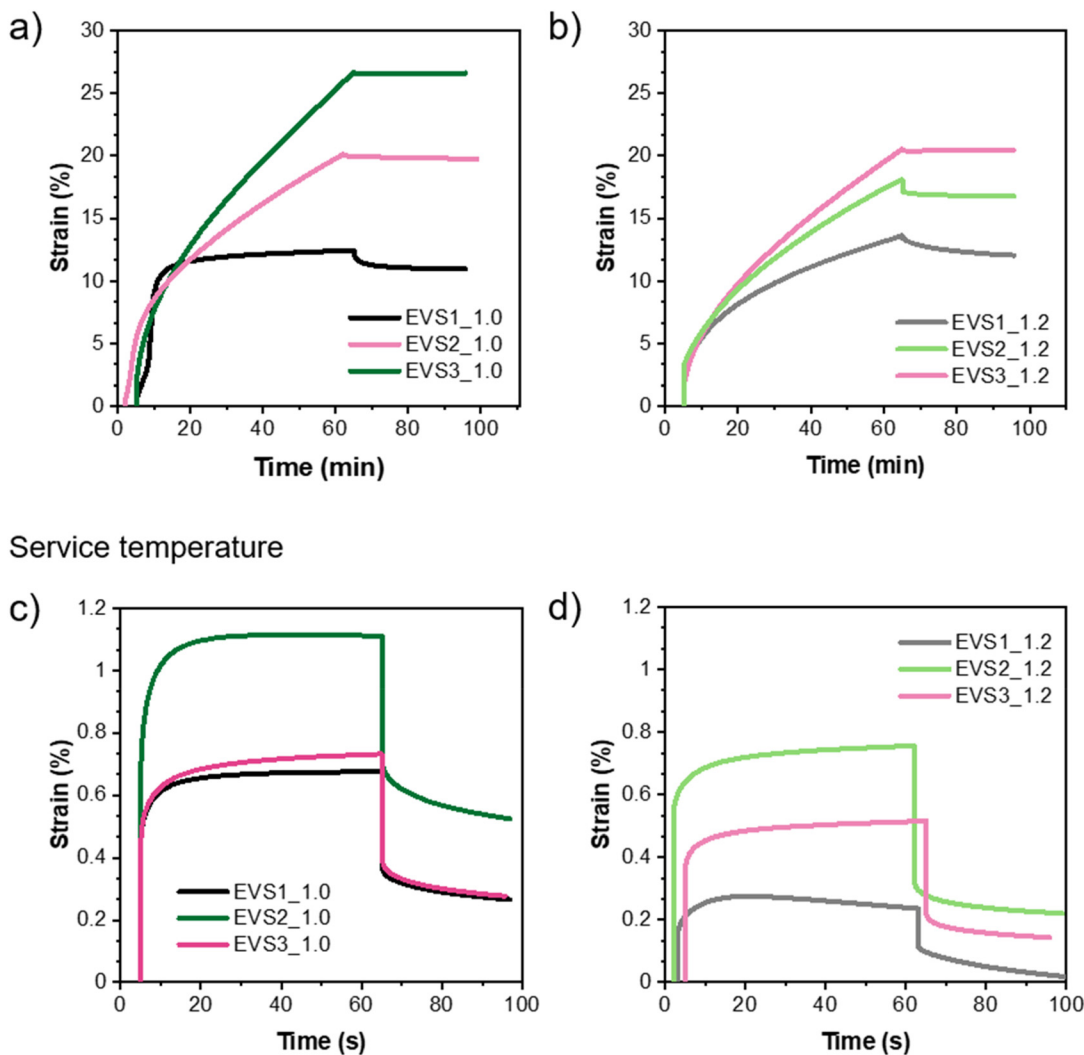 a)
30
25
20
15
10
5
0
Strain (%)
0 20 40 60 80 100
Time (min)
EVS1_1.0
EVS2_1.0
EVS3_1.0
b)
30
25
20
15
10
5
0
Strain (%)
0 20 40 60 80 100
Time (min)
EVS1_1.2
EVS2_1.2
EVS3_1.2
Service temperature
c)
1.2
1
0.8
0.6
0.4
0.2
0
Strain (%)
0 20 40 60 80 100
Time (s)
EVS1_1.0
EVS2_1.0
EVS3_1.0
d)
1.2
1
0.8
0.6
0.4
0.2
0
Strain (%)
0 20 40 60 80 100
Time (s)
EVS1_1.2
EVS2_1.2
EVS3_1.2